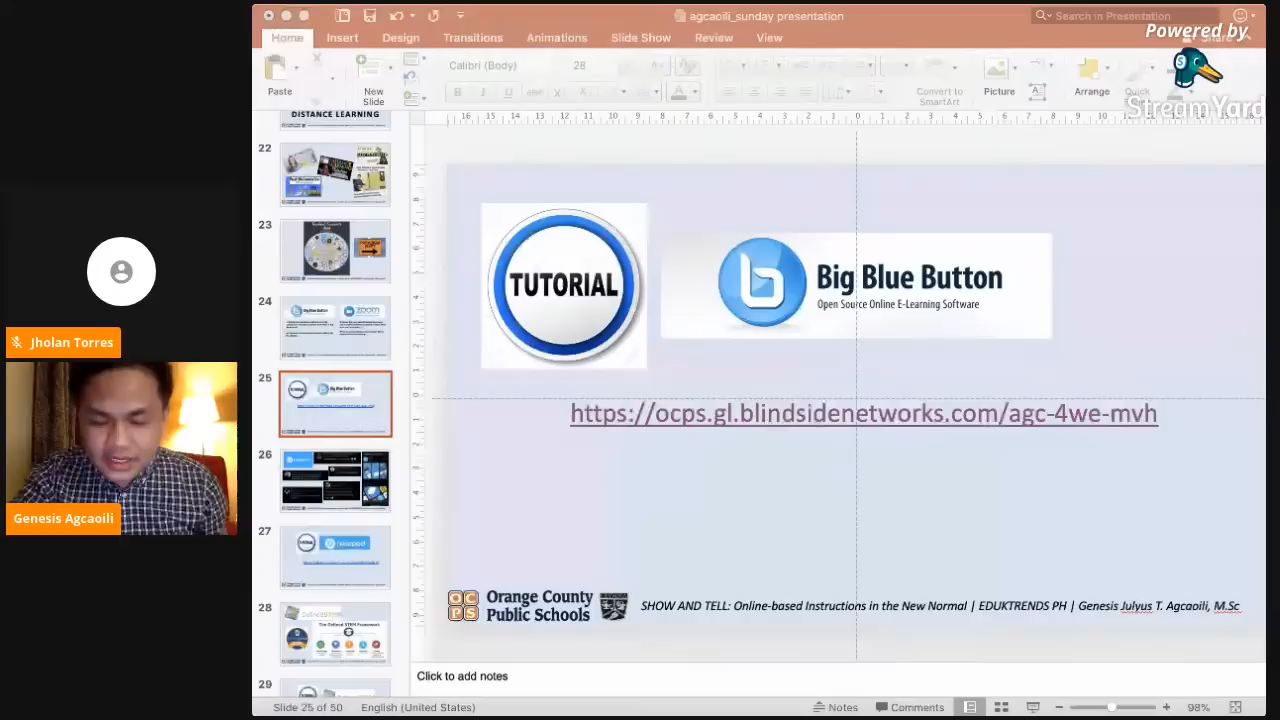 agcaoili_sunday presentation
Search in Presentation
Powered by
StreamYard
Home Insert Design Transitions Animations Slide Show Review View Share
Paste
New
Slide
Calibri (Body) 28
Convert to
SmartArt
Picture
Arrange
Quick
DISTANCE LEARNING
22
23
24
25
26
27
28
29
TUTORIAL
Big Blue Button
Open Source Online E-Learning Software
https://ocps.gl.blindsidenetworks.com/agc-4we-mvh
Orange County
Public Schools
SHOW AND TELL: Online-based Instructions in the New Normal | EDUKTRENDS PH | Genesis Julyus T. Agcaoili, M.Sc.
Jholan Torres
Genesis Agcaoili
Click to add notes
Slide 25 of 50 English (United States)
Notes Comments 98%